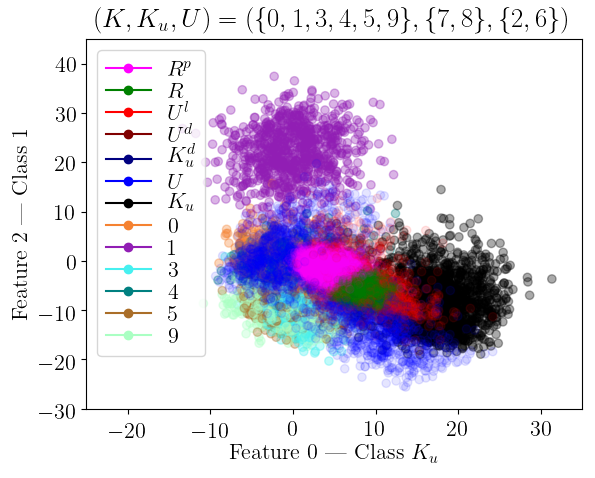 (K, K_u, U) = ({0, 1, 3, 4, 5, 9}, {7, 8}, {2, 6})
R^p
R
U^l
U^d
K_u^d
U
K_u
0
1
3
4
5
9
40
30
20
10
0
−10
−20
−30
Feature 2 — Class 1
−20
−10
0
10
20
30
Feature 0 — Class K_u